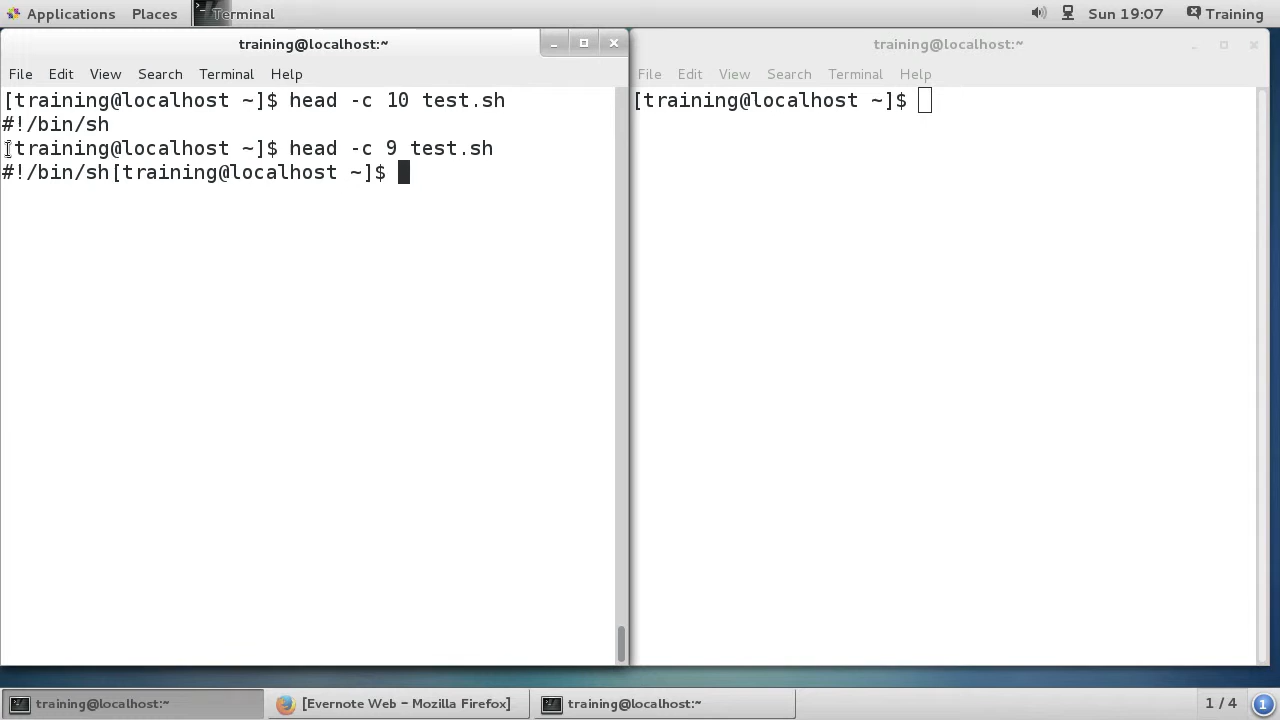 Applications Places Terminal Sun 19:07 Training
training@localhost:~
File Edit View Search Terminal Help
[training@localhost ~]$ head -c 10 test.sh
#!/bin/sh
[training@localhost ~]$ head -c 9 test.sh
#!/bin/sh[training@localhost ~]$
training@localhost:~
File Edit View Search Terminal Help
[training@localhost ~]$
training@localhost:~ [Evernote Web - Mozilla Firefox] training@localhost:~ 1 / 4 1